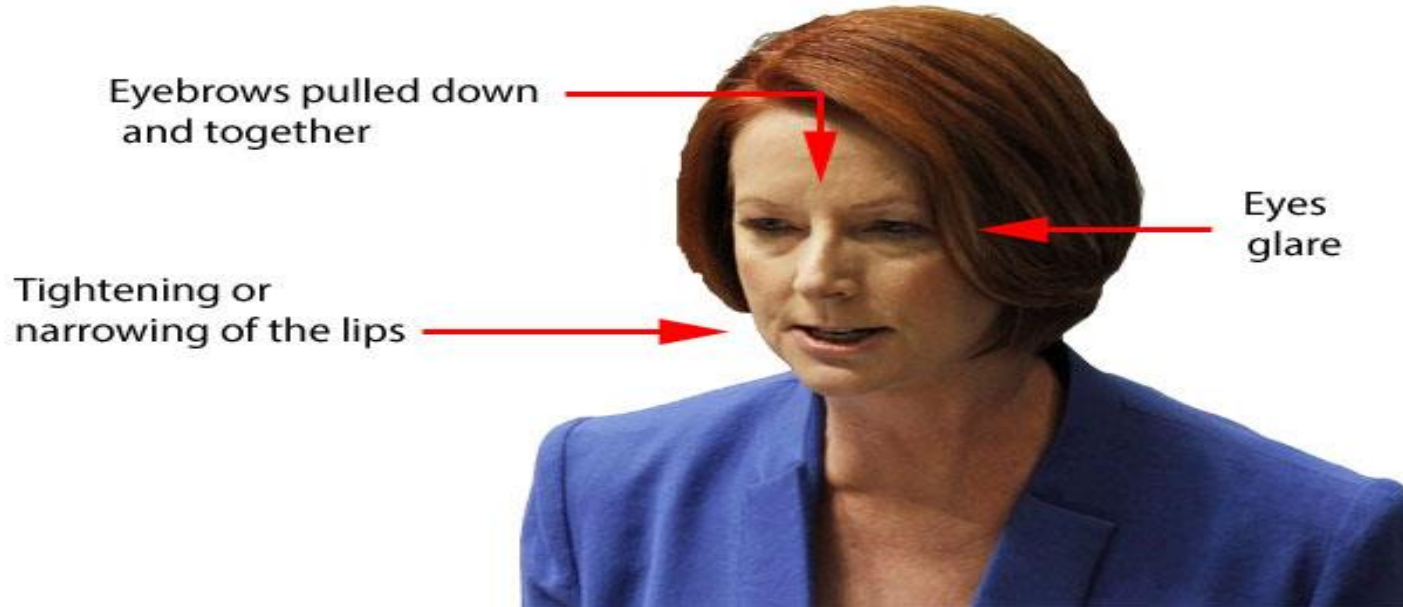 Eyebrows pulled down
and together
Eyes
glare
Tightening or
narrowing of the lips